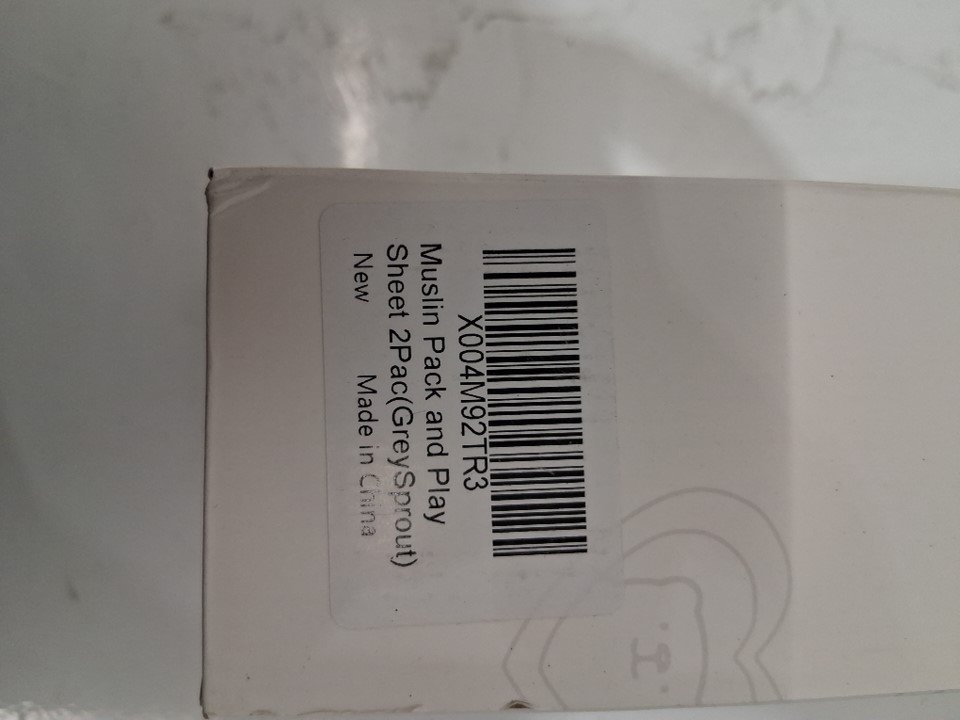 X004M92TR3
Muslin Pack and Play
Sheet 2Pac(GreySprout)
New Made in China